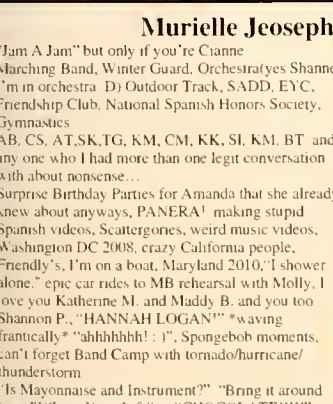 Murielle Jeoseph
"Jam A Jam" but only if you're Cianne
Marching Band, Winter Guard, Orchestra(yes Shanne
I'm in orchestra D) Outdoor Track, SADD, EYC,
Friendship Club, National Spanish Honors Society,
Gymnastics
AB, CS, AT,SK,TG, KM, CM, KK, SI, KM, BT and
any one who I had more than one legit conversation
with about nonsense...
Surprise Birthday Parties for Amanda that she already
knew about anyways, PANERA! making stupid
Spanish videos, Scattergories, weird music videos,
Washington DC 2008, crazy California people,
Friendly's, I'm on a boat, Maryland 2010,"I shower
alone." epic car rides to MB rehearsal with Molly, I
love you Katherine M. and Maddy B. and you too
Shannon P., "HANNAH LOGAN!" *waving
frantically* "ahhhhhhh! : )", Spongebob moments,
can't forget Band Camp with tornado/hurricane/
thunderstorm
"Is Mayonnaise and Instrument?" "Bring it around